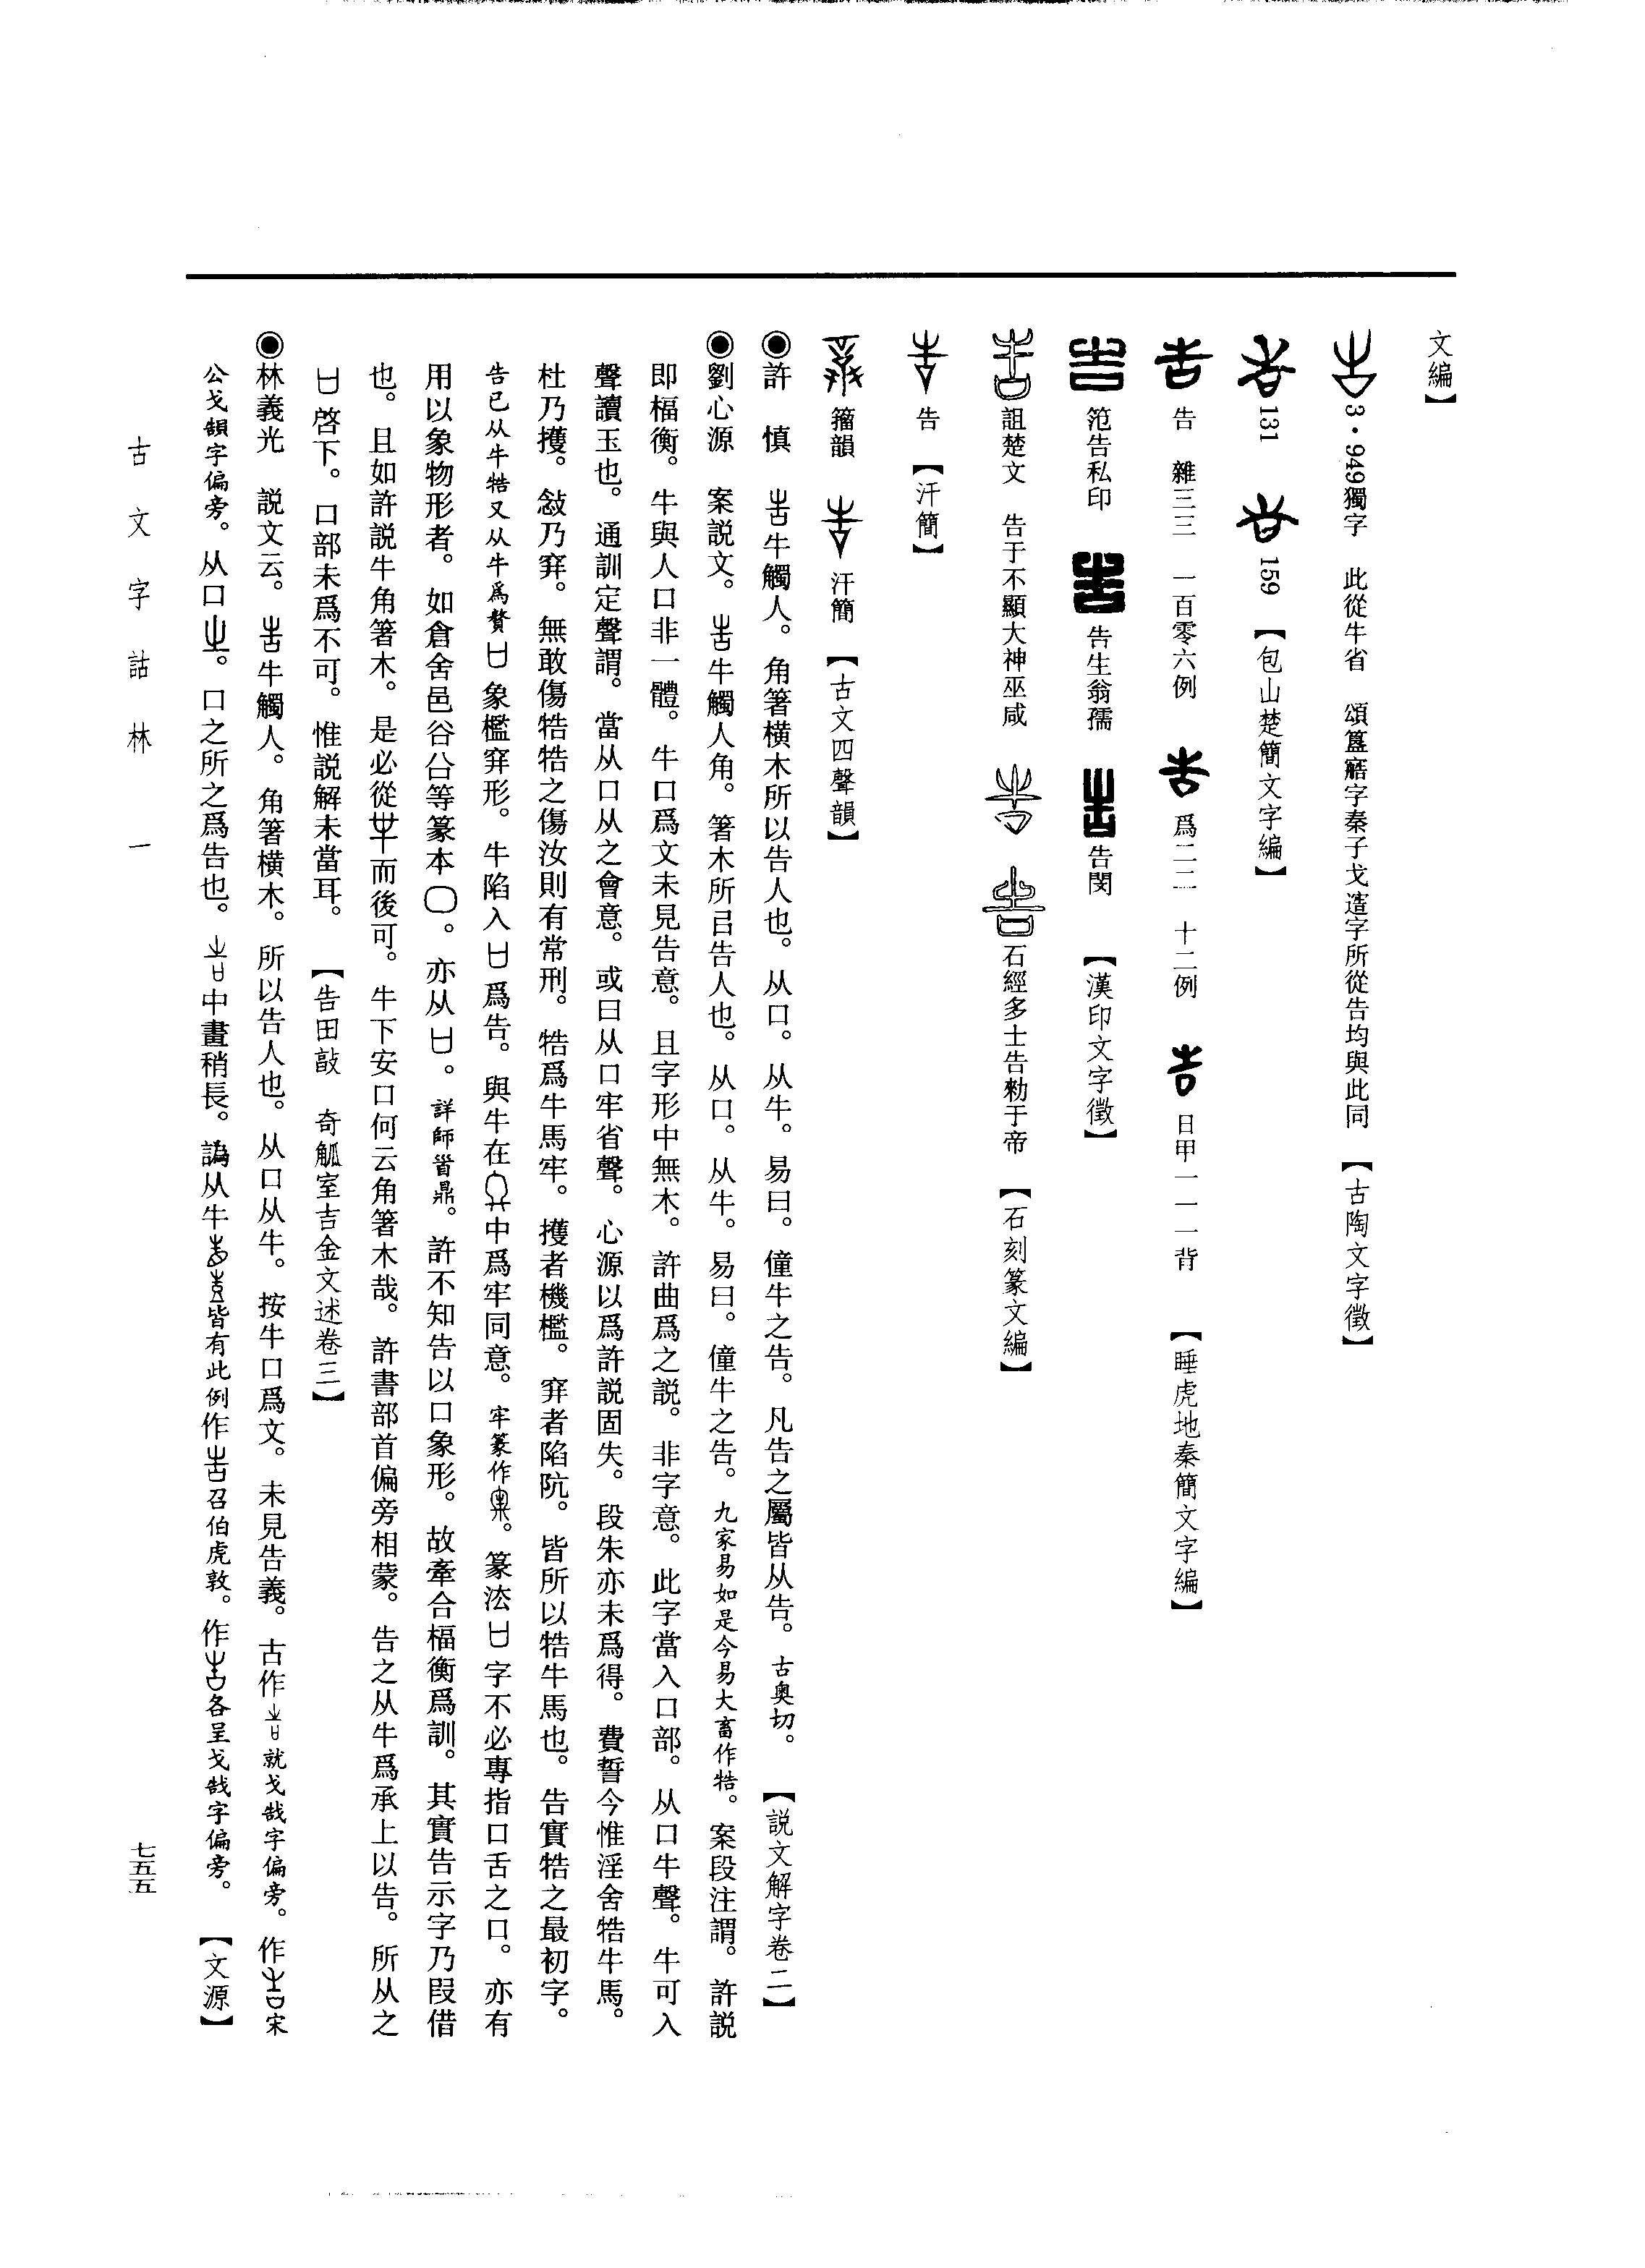 文編】
3·949獨字　此從牛省　頌簋𥨥字秦子戈造字所從告均與此同　【古陶文字徵】
131　159　【包山楚簡文字編】
告　雜三三　一百零六例　爲二二　十二例　日甲一一一背　【睡虎地秦簡文字編】
笵告私印　告生翁孺　告閔　【漢印文字徵】
詛楚文　告于不顯大神巫咸　石經多士告勑于帝　【石刻篆文編】
告　【汗簡】
籀韻　汗簡　【古文四聲韻】
◉許　慎　牛觸人。角箸橫木所以告人也。从口。从牛。易曰。僮牛之告。凡告之屬皆从告。古奧切。　【説文解字卷二】
◉劉心源　案説文。牛觸人角。箸木所㠯告人也。从口。从牛。易曰。僮牛之告。九家易如是今易大畜作牿。案段注謂。許説
即楅衡。牛與人口非一體。牛口爲文未見告意。且字形中無木。許曲爲之説。非字意。此字當入口部。从口牛聲。牛可入
聲讀玉也。通訓定聲謂。當从口从之會意。或曰从口牢省聲。心源以爲許説固失。段朱亦未爲得。費誓今惟淫舍牿牛馬。
杜乃擭。敜乃穽。無敢傷牿牿之傷汝則有常刑。牿爲牛馬牢。擭者機檻。穽者陷阬。皆所以牿牛馬也。告實牿之最初字。
告已从牛牿又从牛爲贅 象檻穽形。牛陷入 爲告。與牛在 中爲牢同意。牢篆作 。篆法 字不必專指口舌之口。亦有
用以象物形者。如倉舍邑谷㕣等篆本 。亦从 。詳師𩠐鼎。許不知告以口象形。故牽合楅衡爲訓。其實告示字乃叚借
也。且如許説牛角箸木。是必從 而後可。牛下安口何云角箸木哉。許書部首偏旁相蒙。告之从牛爲承上以告。所从之
啓下。口部未爲不可。惟説解未當耳。　【告田敲　奇觚室吉金文述卷三】
◉林義光　説文云。牛觸人。角箸橫木。所以告人也。从口从牛。按牛口爲文。未見告義。古作 就戈 字偏旁。作 宋
公戈 字偏旁。从口 。口之所之爲告也。中畫稍長。譌从牛 皆有此例作 召伯虎敦。作 各呈戈 字偏旁。　【文源】
古文字詁林　一
七五五